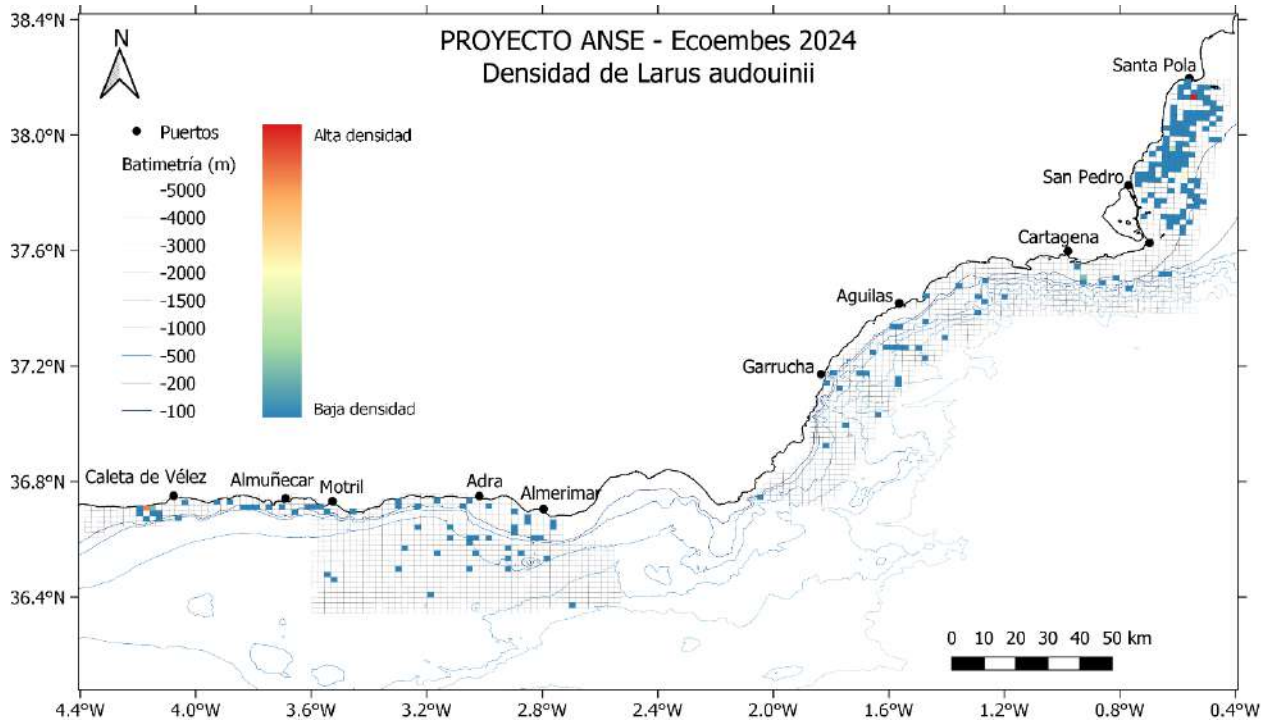 PROYECTO ANSE - Ecoembes 2024
Densidad de Larus audouinii
N
Puertos
Batimetría (m)
-5000
-4000
-3000
-2000
-1500
-1000
-500
-200
-100
Alta densidad
Baja densidad
Santa Pola
San Pedro
Cartagena
Aguilas
Garrucha
Caleta de Vélez
Almuñecar
Motril
Adra
Almerimar
0 10 20 30 40 50 km
38.4°N
38.0°N
37.6°N
37.2°N
36.8°N
36.4°N
4.4°W 4.0°W 3.6°W 3.2°W 2.8°W 2.4°W 2.0°W 1.6°W 1.2°W 0.8°W 0.4°W